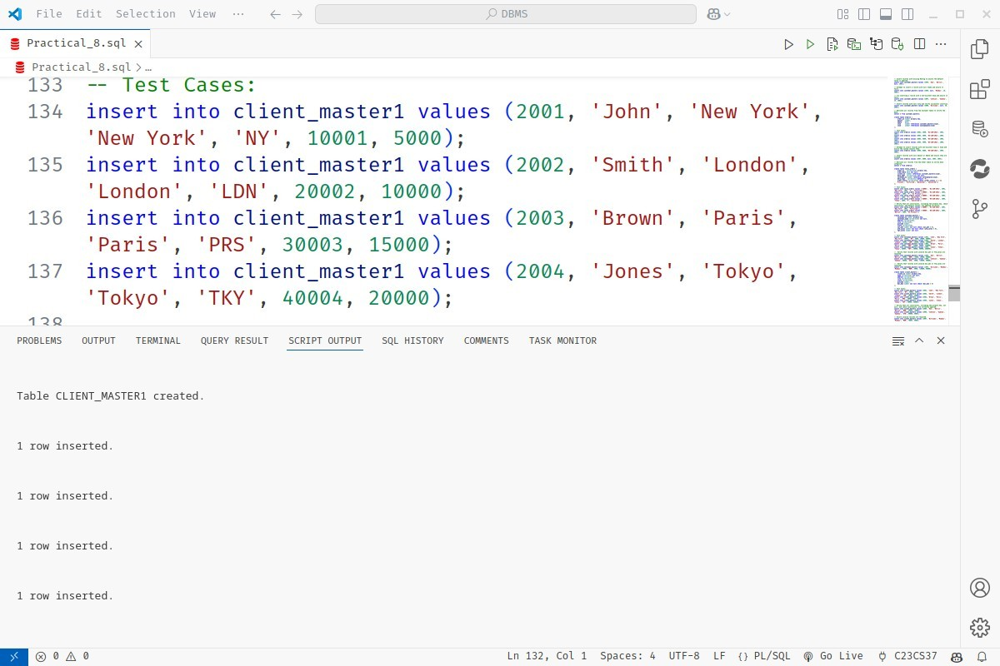 File Edit Selection View ··· DBMS
Practical_8.sql
Practical_8.sql > …
133 -- Test Cases:
134 insert into client_master1 values (2001, 'John', 'New York',
'New York', 'NY', 10001, 5000);
135 insert into client_master1 values (2002, 'Smith', 'London',
'London', 'LDN', 20002, 10000);
136 insert into client_master1 values (2003, 'Brown', 'Paris',
'Paris', 'PRS', 30003, 15000);
137 insert into client_master1 values (2004, 'Jones', 'Tokyo',
'Tokyo', 'TKY', 40004, 20000);
138
PROBLEMS OUTPUT TERMINAL QUERY RESULT SCRIPT OUTPUT SQL HISTORY COMMENTS TASK MONITOR
Table CLIENT_MASTER1 created.
1 row inserted.
1 row inserted.
1 row inserted.
1 row inserted.
0 0 Ln 132, Col 1 Spaces: 4 UTF-8 LF {} PL/SQL Go Live C23CS37